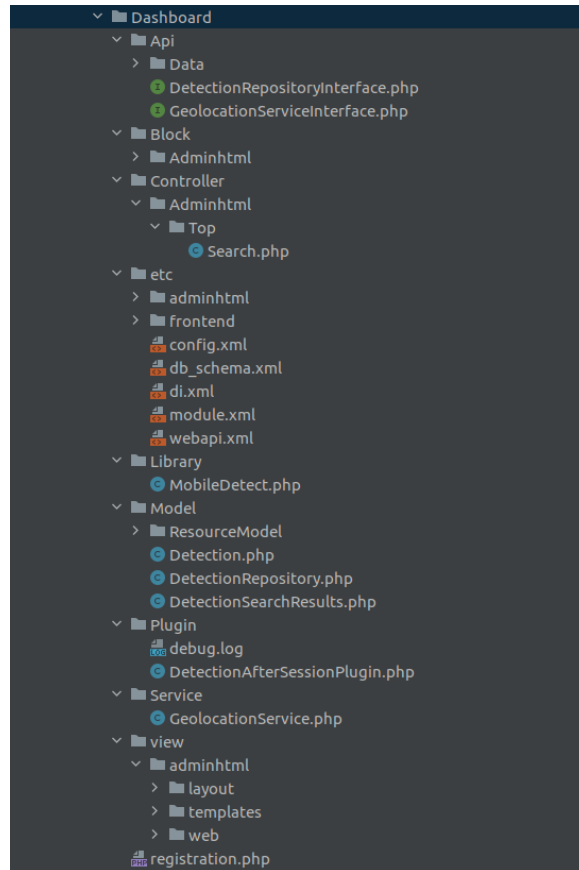 Dashboard
Api
Data
DetectionRepositoryInterface.php
GeolocationServiceInterface.php
Block
Adminhtml
Controller
Adminhtml
Top
Search.php
etc
adminhtml
frontend
config.xml
db_schema.xml
di.xml
module.xml
webapi.xml
Library
MobileDetect.php
Model
ResourceModel
Detection.php
DetectionRepository.php
DetectionSearchResults.php
Plugin
debug.log
DetectionAfterSessionPlugin.php
Service
GeolocationService.php
view
adminhtml
layout
templates
web
registration.php